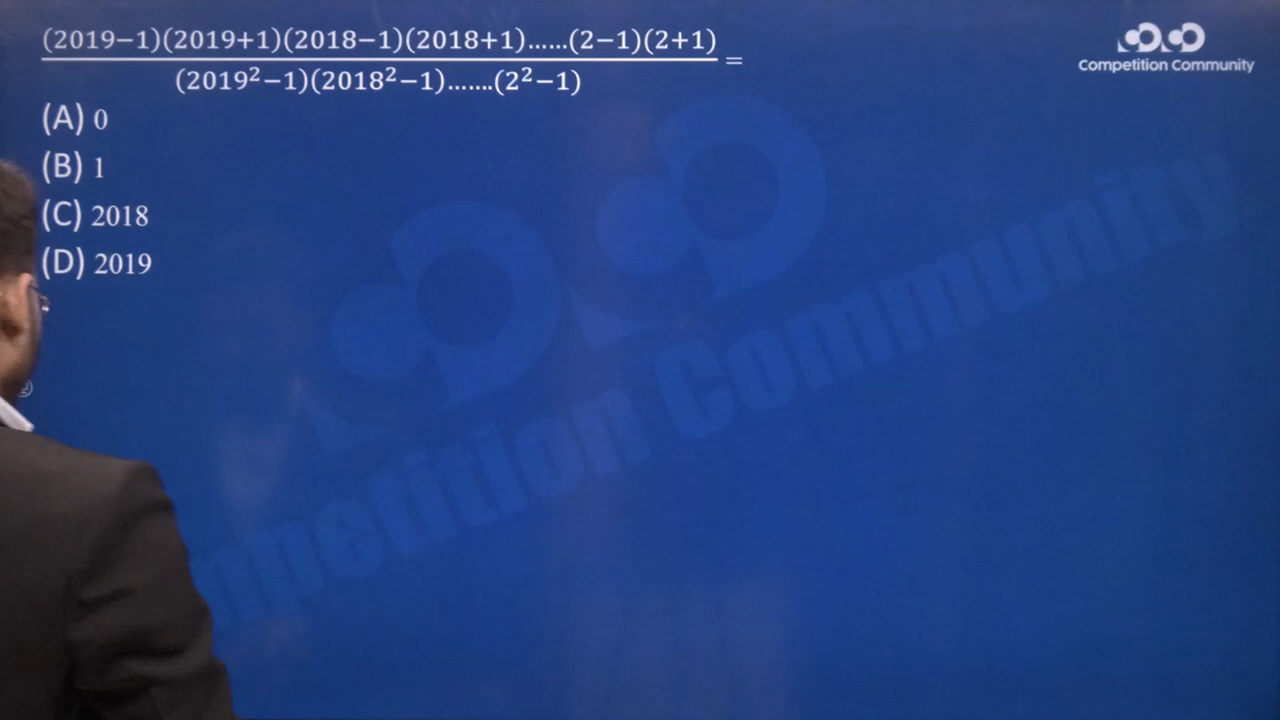 (2019−1)(2019+1)(2018−1)(2018+1)......(2−1)(2+1)
=
(2019²−1)(2018²−1).......(2²−1)
(A) 0
(B) 1
(C) 2018
(D) 2019
Competition Community
Competition Community